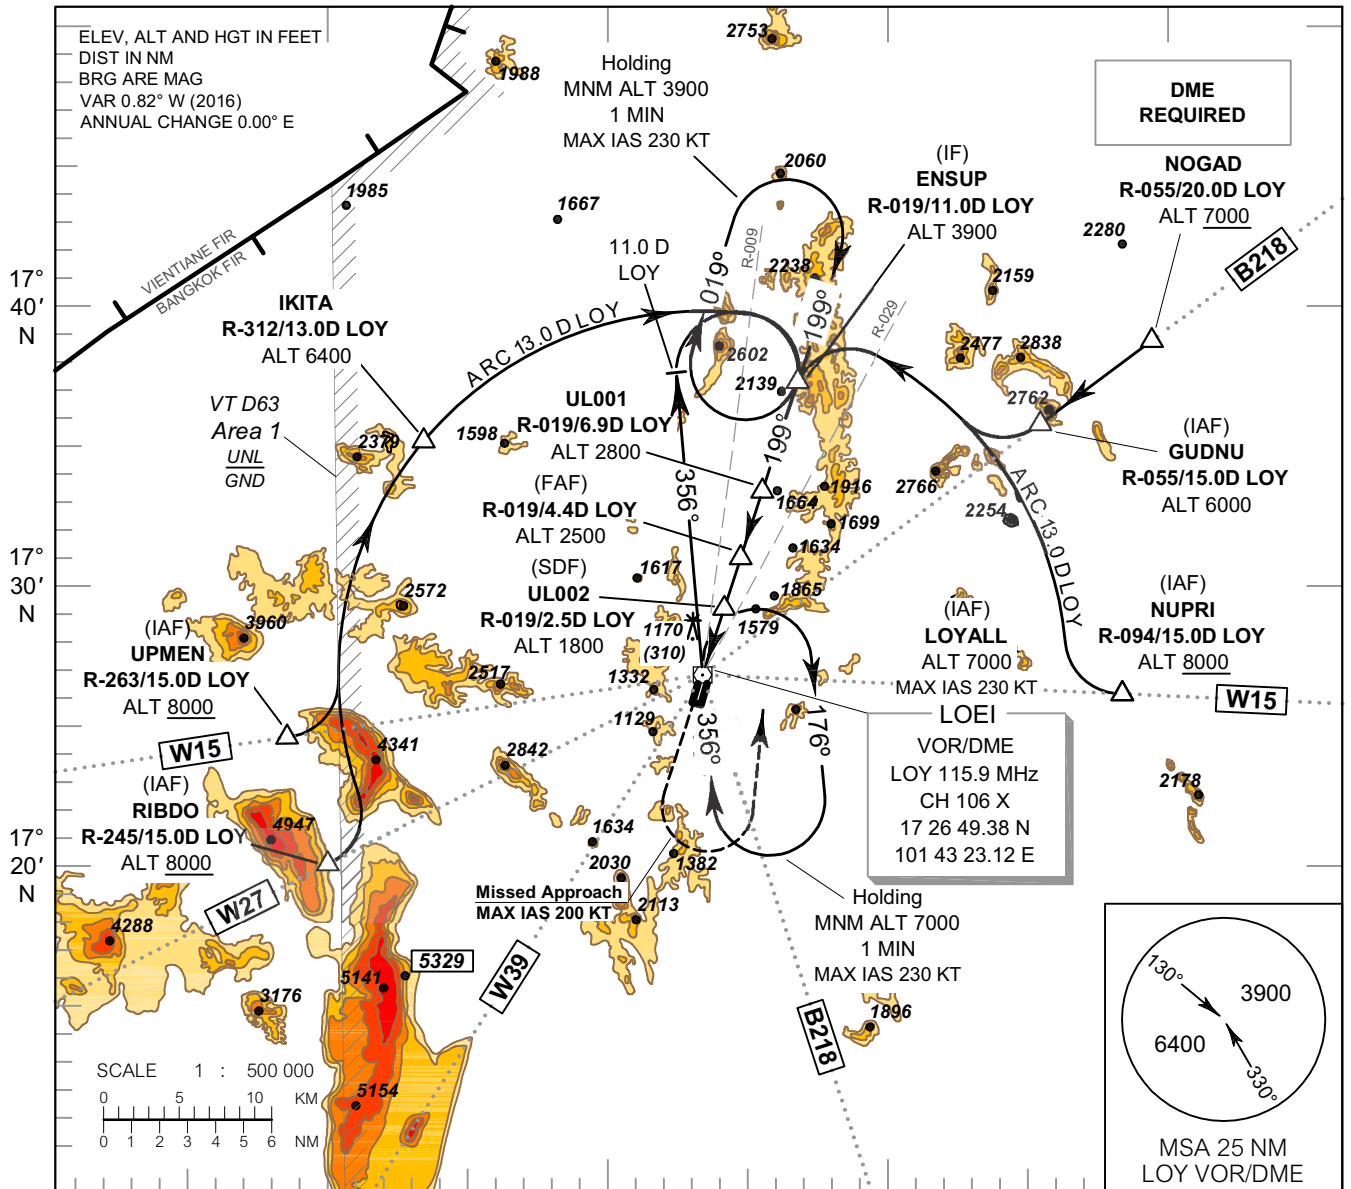 ELEV, ALT AND HGT IN FEET
DIST IN NM
BRG ARE MAG
VAR 0.82° W (2016)
ANNUAL CHANGE 0.00° E
1988
2753
Holding
MNM ALT 3900
1 MIN
MAX IAS 230 KT
DME
REQUIRED
2060
(IF)
ENSUP
R-019/11.0D LOY
ALT 3900
NOGAD
R-055/20.0D LOY
ALT 7000
2280
B218
1985
1667
VIENTIANE FIR
BANGKOK FIR
11.0 D
LOY
R-009
019°
2238
199°
R-029
2159
17°
40'
N
IKITA
R-312/13.0D LOY
ALT 6400
ARC 13.0 D LOY
2602
2139
2477
2838
2762
VT D63
Area 1
UNL
GND
2379
1598
UL001
R-019/6.9D LOY
ALT 2800
199°
(IAF)
GUDNU
R-055/15.0D LOY
ALT 6000
356°
(FAF)
R-019/4.4D LOY
ALT 2500
1664
1916
2766
2254
ARC 13.0 D LOY
1699
1634
17°
30'
N
2572
(SDF)
UL002
R-019/2.5D LOY
ALT 1800
1617
1865
1579
3960
(IAF)
UPMEN
R-263/15.0D LOY
ALT 8000
1170
(310)
(IAF)
LOYALL
ALT 7000
MAX IAS 230 KT
(IAF)
NUPRI
R-094/15.0D LOY
ALT 8000
2517
1332
W15
W15
1129
356°
176°
LOEI
VOR/DME
LOY 115.9 MHz
CH 106 X
17 26 49.38 N
101 43 23.12 E
4341
2842
2178
(IAF)
RIBDO
R-245/15.0D LOY
ALT 8000
4947
1634
1382
17°
20'
N
2030
Missed Approach
MAX IAS 200 KT
2113
W27
4288
Holding
MNM ALT 7000
1 MIN
MAX IAS 230 KT
5329
5141
W39
3176
B218
1896
130°
3900
6400
330°
SCALE 1 : 500 000
0 5 10 KM
0 1 2 3 4 5 6 NM
5154
MSA 25 NM
LOY VOR/DME